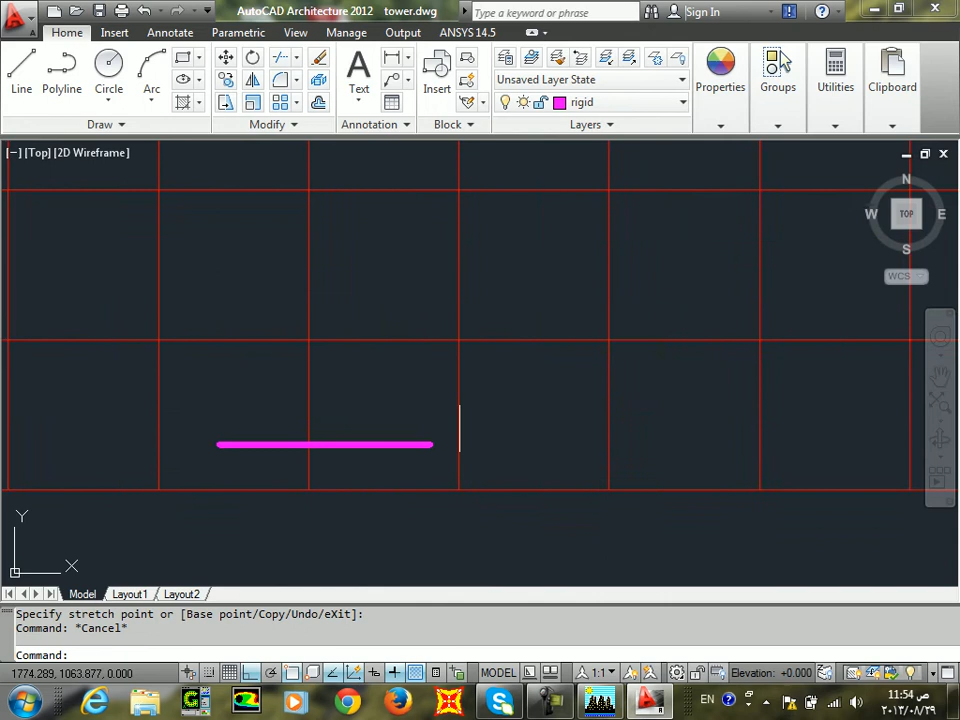 AutoCAD Architecture 2012 tower.dwg
Type a keyword or phrase
Sign In
Home Insert Annotate Parametric View Manage Output ANSYS 14.5
Line Polyline Circle Arc
Text
Insert
Unsaved Layer State
rigid
Properties Groups Utilities Clipboard
Draw Modify Annotation Block Layers
[−] [Top] [2D Wireframe]
N
W TOP E
S
WCS
Y
X
Model Layout1 Layout2
Specify stretch point or [Base point/Copy/Undo/eXit]:
Command: *Cancel*
Command:
1774.289, 1063.877, 0.000 MODEL 1:1 Elevation: +0.000
EN 11:54 ص
٢٠١٣/٠٨/٢٩